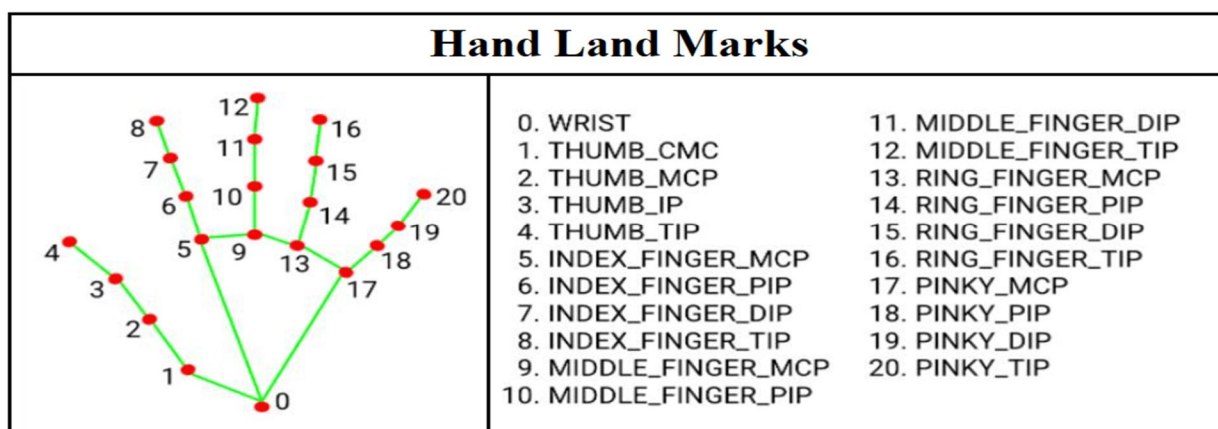 Hand Land Marks
12
8
16
11
7
15
10
20
6
14
4
5
9
19
13
18
3
17
2
1
0
0. WRIST
1. THUMB_CMC
2. THUMB_MCP
3. THUMB_IP
4. THUMB_TIP
5. INDEX_FINGER_MCP
6. INDEX_FINGER_PIP
7. INDEX_FINGER_DIP
8. INDEX_FINGER_TIP
9. MIDDLE_FINGER_MCP
10. MIDDLE_FINGER_PIP
11. MIDDLE_FINGER_DIP
12. MIDDLE_FINGER_TIP
13. RING_FINGER_MCP
14. RING_FINGER_PIP
15. RING_FINGER_DIP
16. RING_FINGER_TIP
17. PINKY_MCP
18. PINKY_PIP
19. PINKY_DIP
20. PINKY_TIP